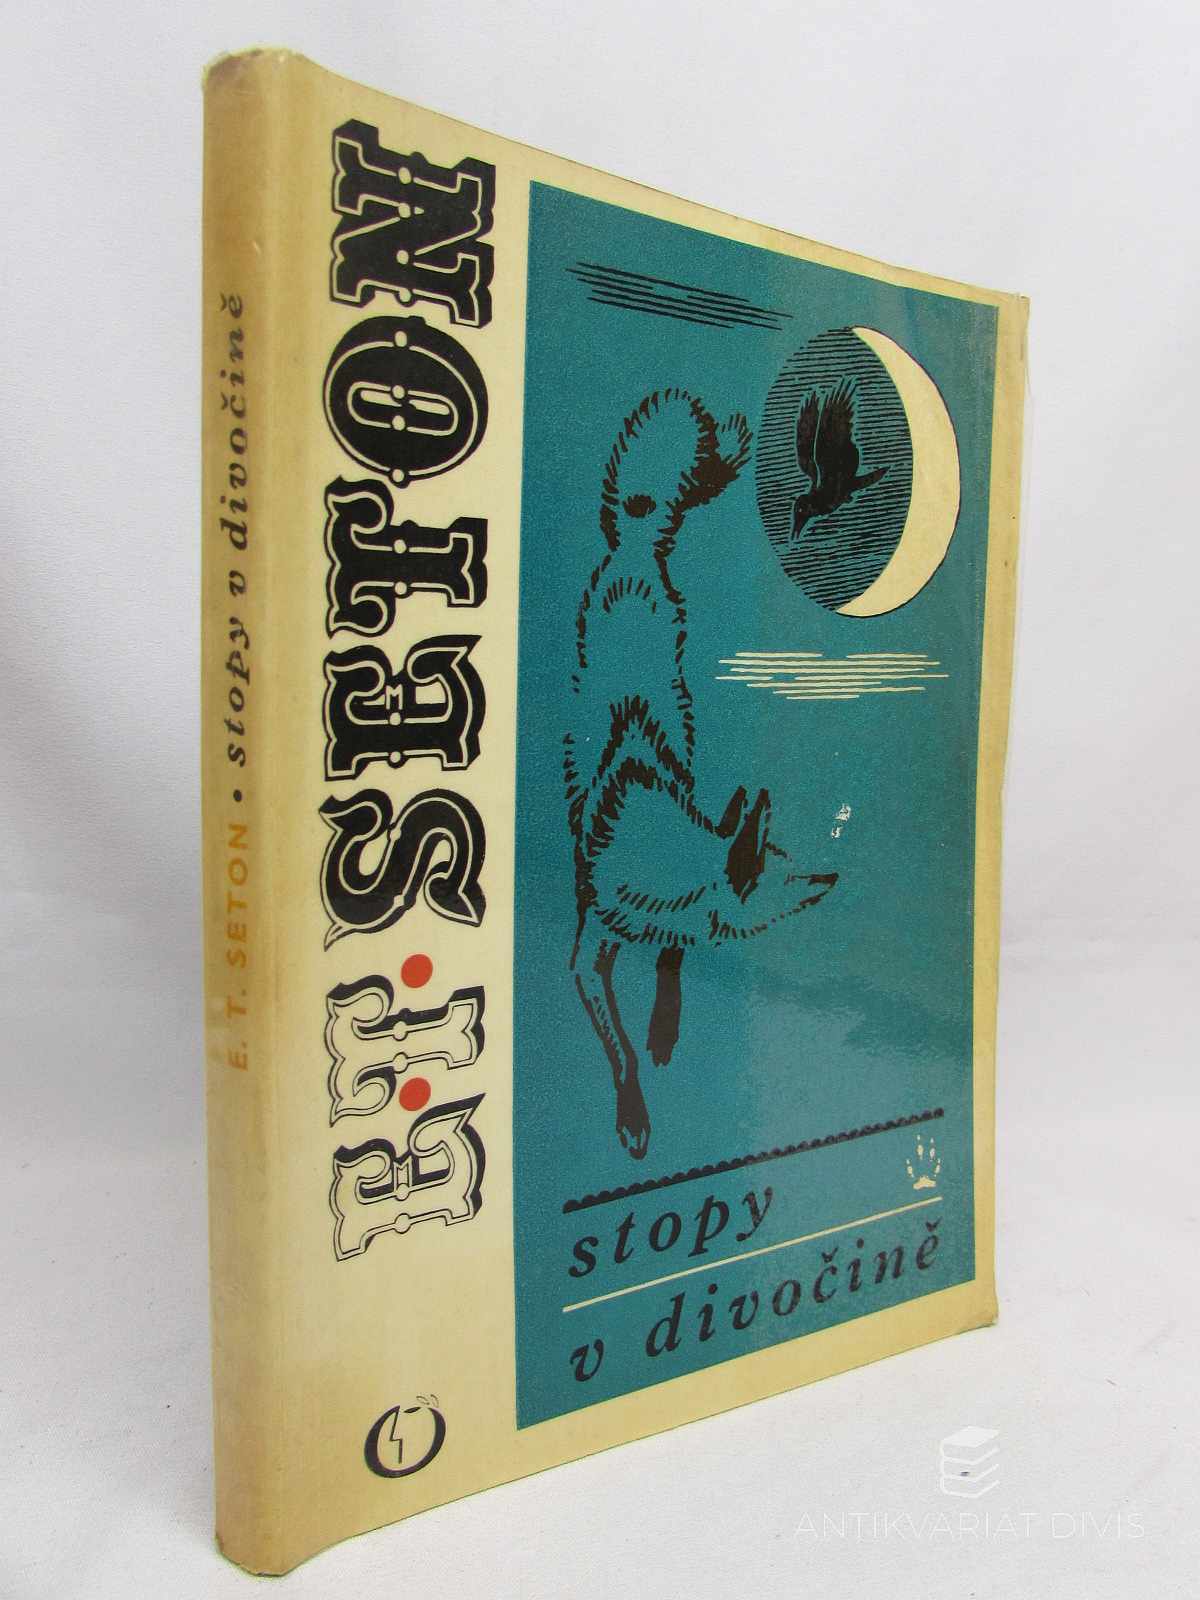 E. T. SETON • stopy v divočině
E.T. SETON
stopy
v divočině
ANTIKVARIAT DIVIS